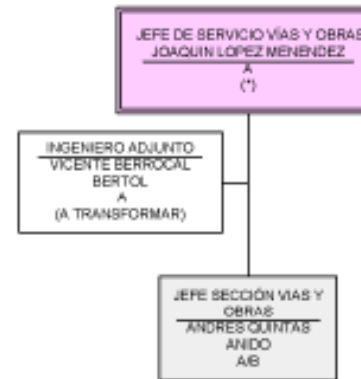 JEFE DE SERVICIO VÍAS Y OBRAS
JOAQUIN LOPEZ MENENDEZ
A
(*)
INGENIERO ADJUNTO
VICENTE BERROCAL
BERTOL
A
(A TRANSFORMAR)
JEFE SECCIÓN VIAS Y
OBRAS
ANDRES QUINTAS
ANIDO
A/B